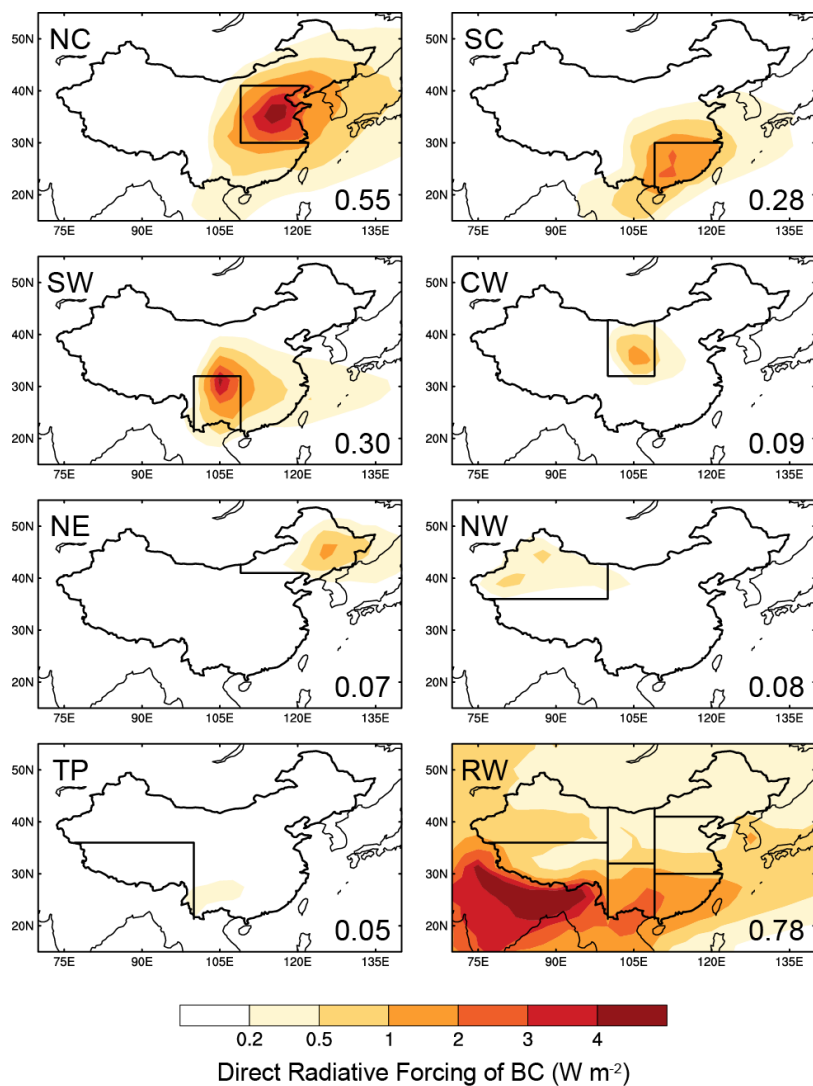 NC
50N
40N
30N
20N
0.55
75E 90E 105E 120E 135E
SC
50N
40N
30N
20N
0.28
75E 90E 105E 120E 135E
SW
50N
40N
30N
20N
0.30
75E 90E 105E 120E 135E
CW
50N
40N
30N
20N
0.09
75E 90E 105E 120E 135E
NE
50N
40N
30N
20N
0.07
75E 90E 105E 120E 135E
NW
50N
40N
30N
20N
0.08
75E 90E 105E 120E 135E
TP
50N
40N
30N
20N
0.05
75E 90E 105E 120E 135E
RW
50N
40N
30N
20N
0.78
75E 90E 105E 120E 135E
0.2 0.5 1 2 3 4
Direct Radiative Forcing of BC (W m⁻²)